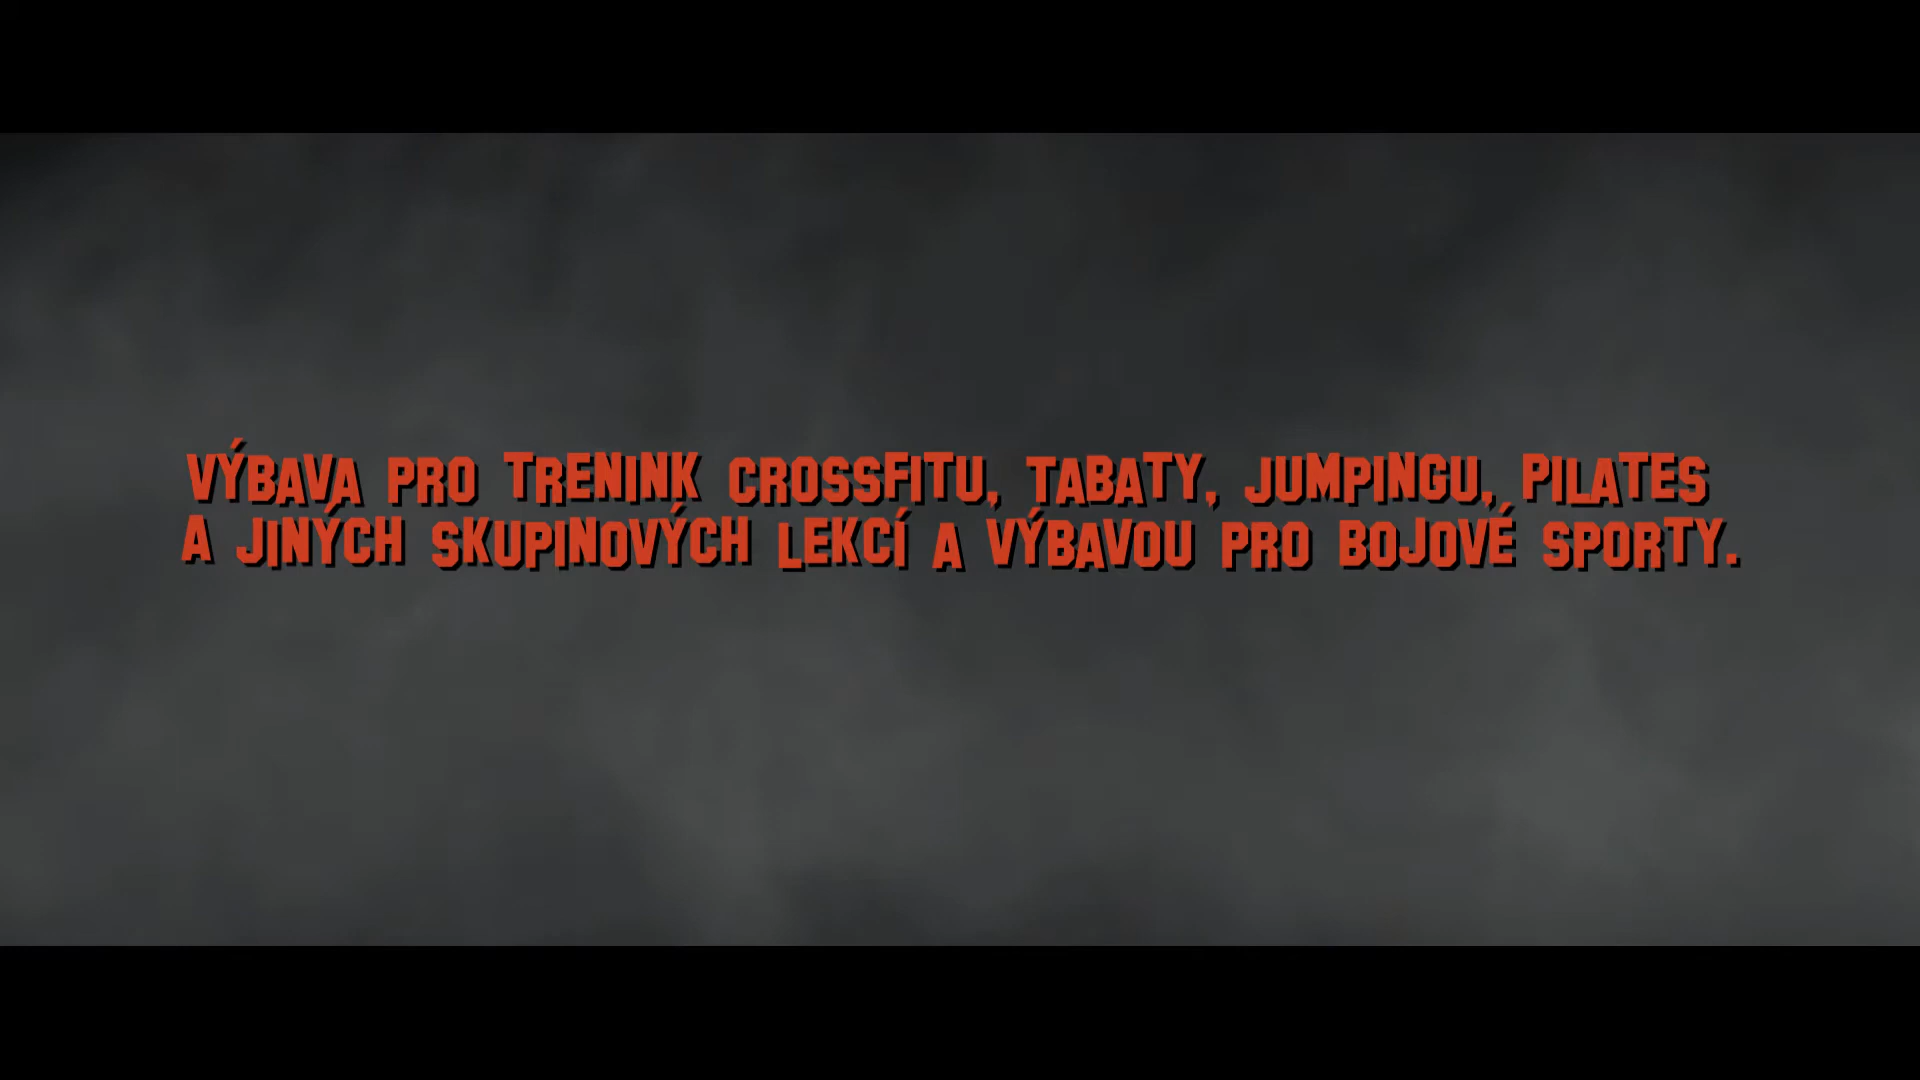 VÝBAVA PRO TRENINK CROSSFITU, TABATY, JUMPINGU, PILATES
A JINÝCH SKUPINOVÝCH LEKCÍ A VÝBAVOU PRO BOJOVÉ SPORTY.